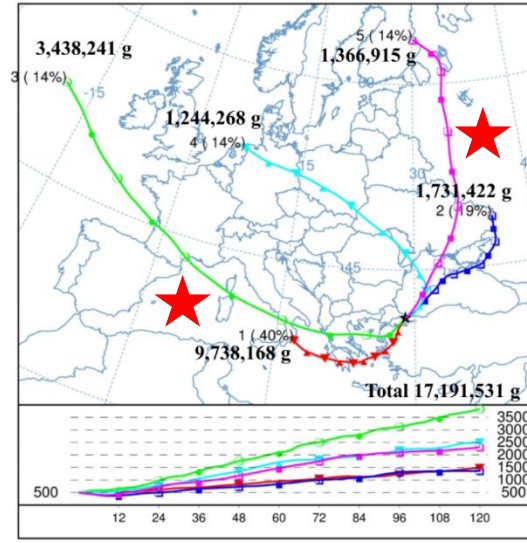 5 (14%)
3,438,241 g
1,366,915 g
3 (14%)
-15
60
1,244,268 g
4 (14%)
15
30
1,731,422 g
2 (19%)
45
1 (40%)
9,738,168 g
Total 17,191,531 g
3500
3000
2500
2000
1500
1000
500 500
12 24 36 48 60 72 84 96 108 120